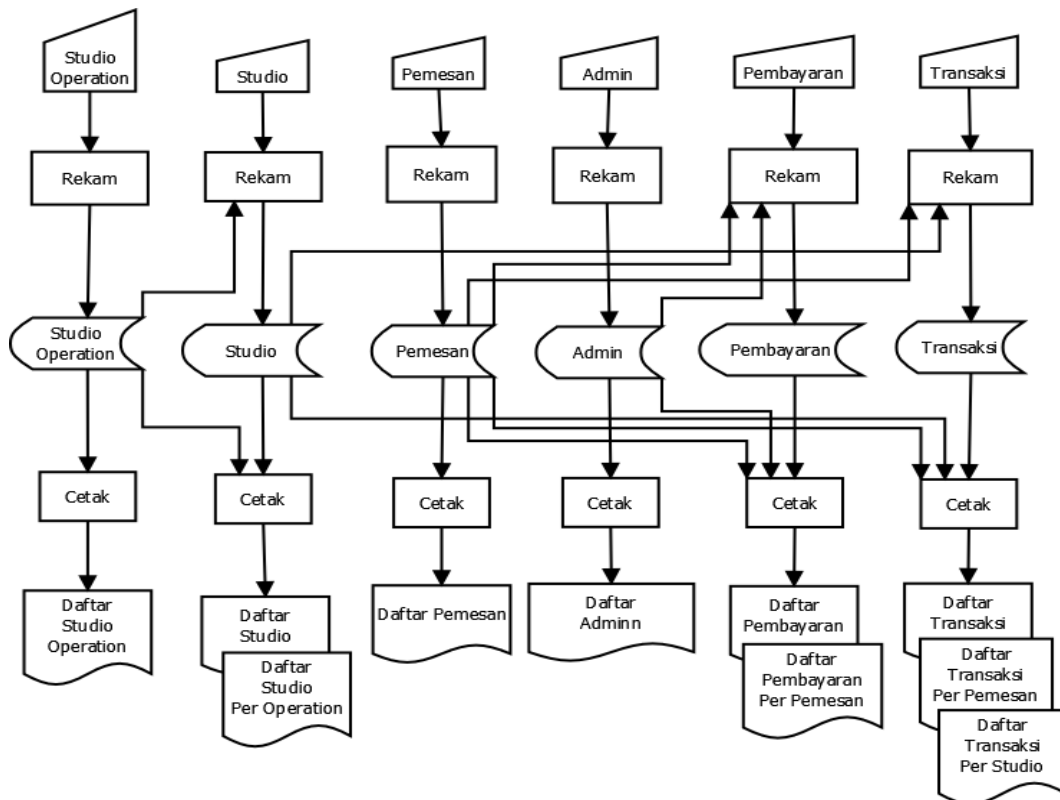 Studio
Operation
Studio
Pemesan
Admin
Pembayaran
Transaksi
Rekam
Rekam
Rekam
Rekam
Rekam
Rekam
Studio
Operation
Studio
Pemesan
Admin
Pembayaran
Transaksi
Cetak
Cetak
Cetak
Cetak
Cetak
Cetak
Daftar
Studio
Operation
Daftar
Studio
Daftar
Studio
Per Operation
Daftar Pemesan
Daftar
Adminn
Daftar
Pembayaran
Daftar
Pembayaran
Per Pemesan
Daftar
Transaksi
Daftar
Transaksi
Per Pemesan
Daftar
Transaksi
Per Studio